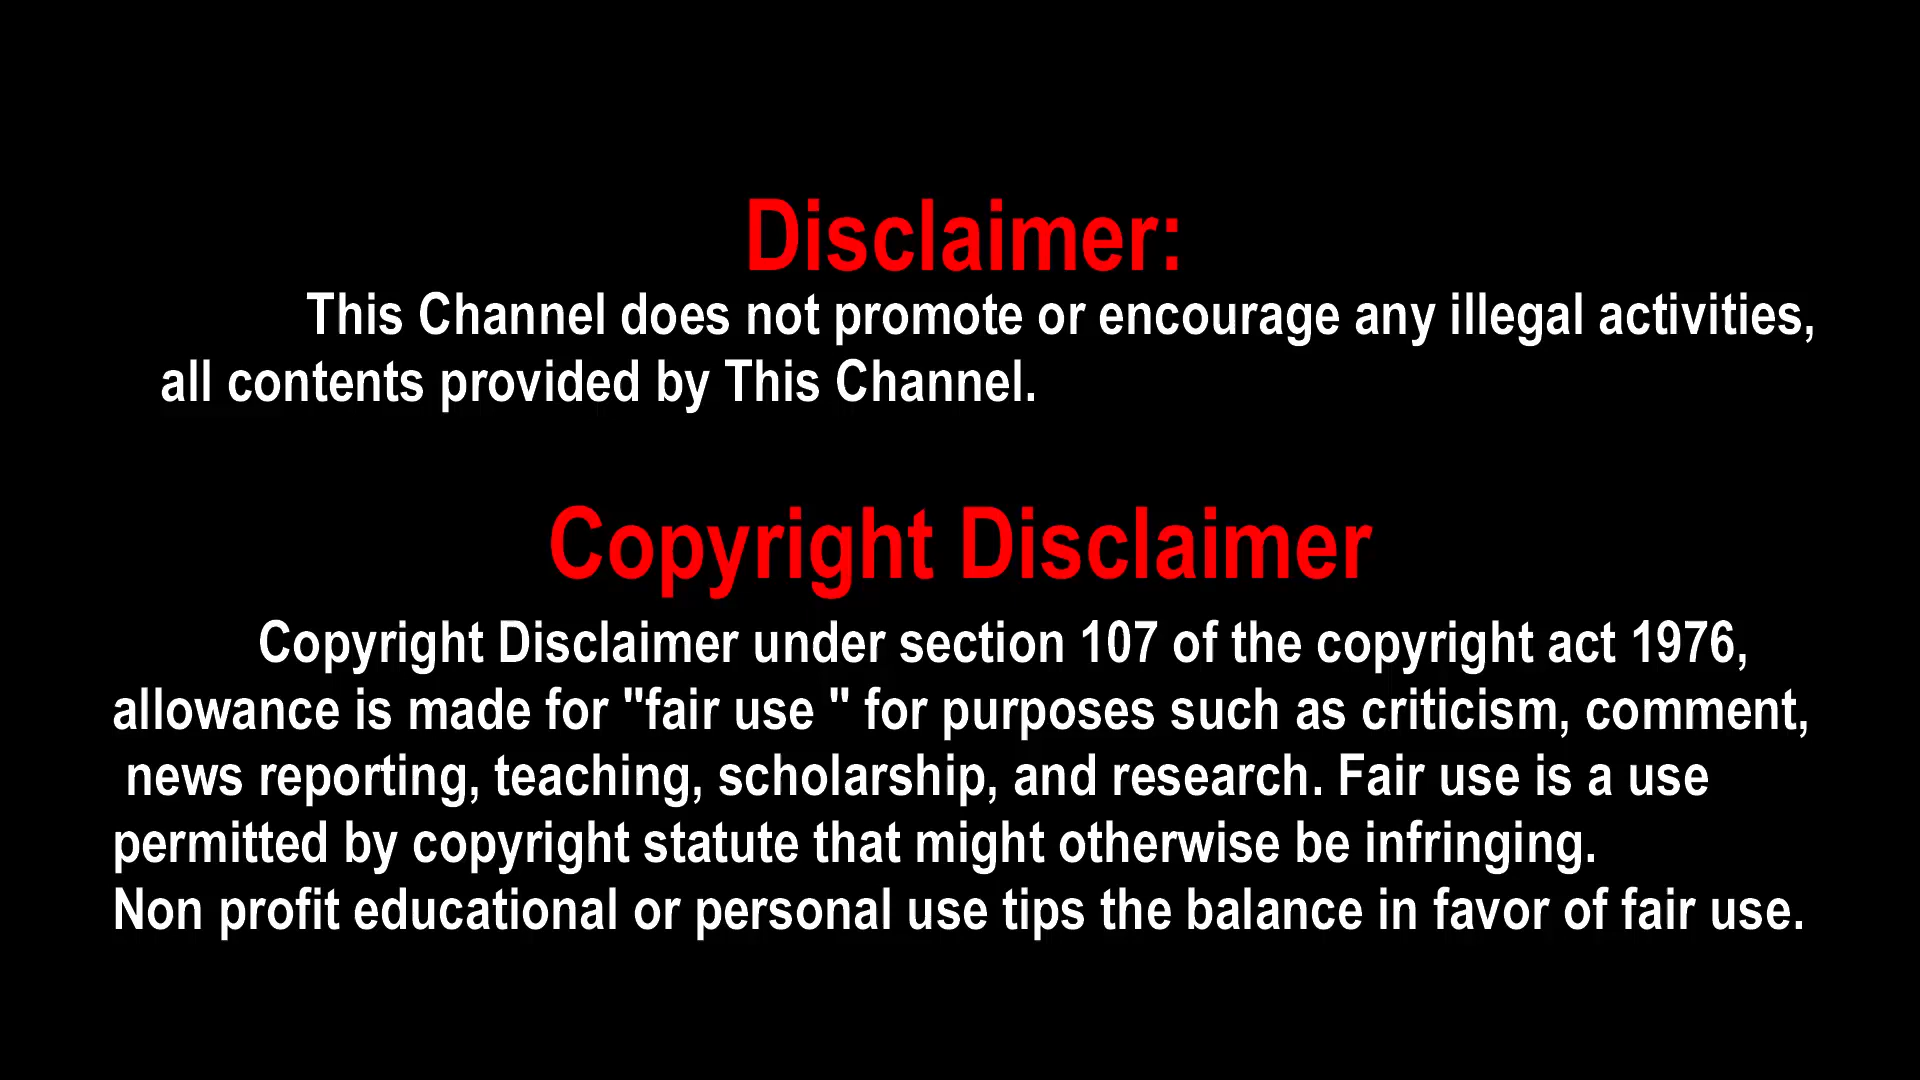 Disclaimer:
This Channel does not promote or encourage any illegal activities,
all contents provided by This Channel.
Copyright Disclaimer
Copyright Disclaimer under section 107 of the copyright act 1976,
allowance is made for "fair use " for purposes such as criticism, comment,
news reporting, teaching, scholarship, and research. Fair use is a use
permitted by copyright statute that might otherwise be infringing.
Non profit educational or personal use tips the balance in favor of fair use.